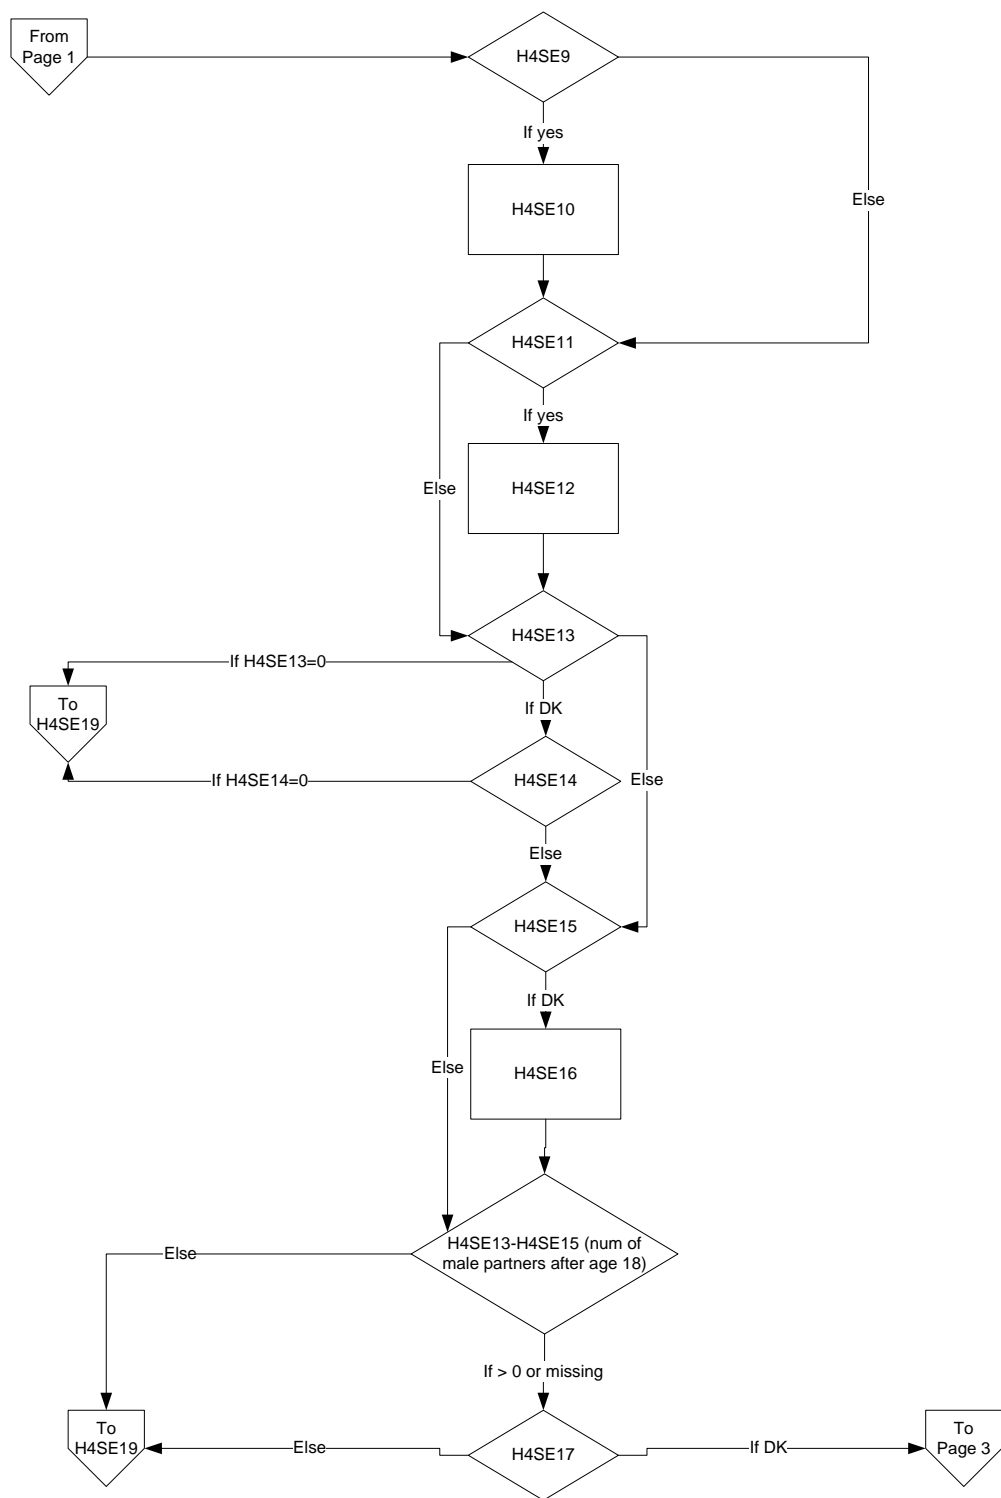 From
Page 1
H4SE9
If yes
H4SE10
Else
H4SE11
If yes
Else
H4SE12
H4SE13
If H4SE13=0
To
H4SE19
If DK
If H4SE14=0
H4SE14
Else
Else
H4SE15
If DK
Else
H4SE16
H4SE13-H4SE15 (num of
male partners after age 18)
Else
If > 0 or missing
To
H4SE19
Else
H4SE17
If DK
To
Page 3